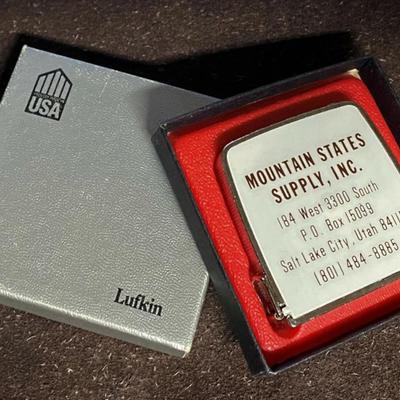 USA
Lufkin
MOUNTAIN STATES
SUPPLY, INC.
184 West 3300 South
P.O. Box 15099
Salt Lake City, Utah
(801) 484-8885